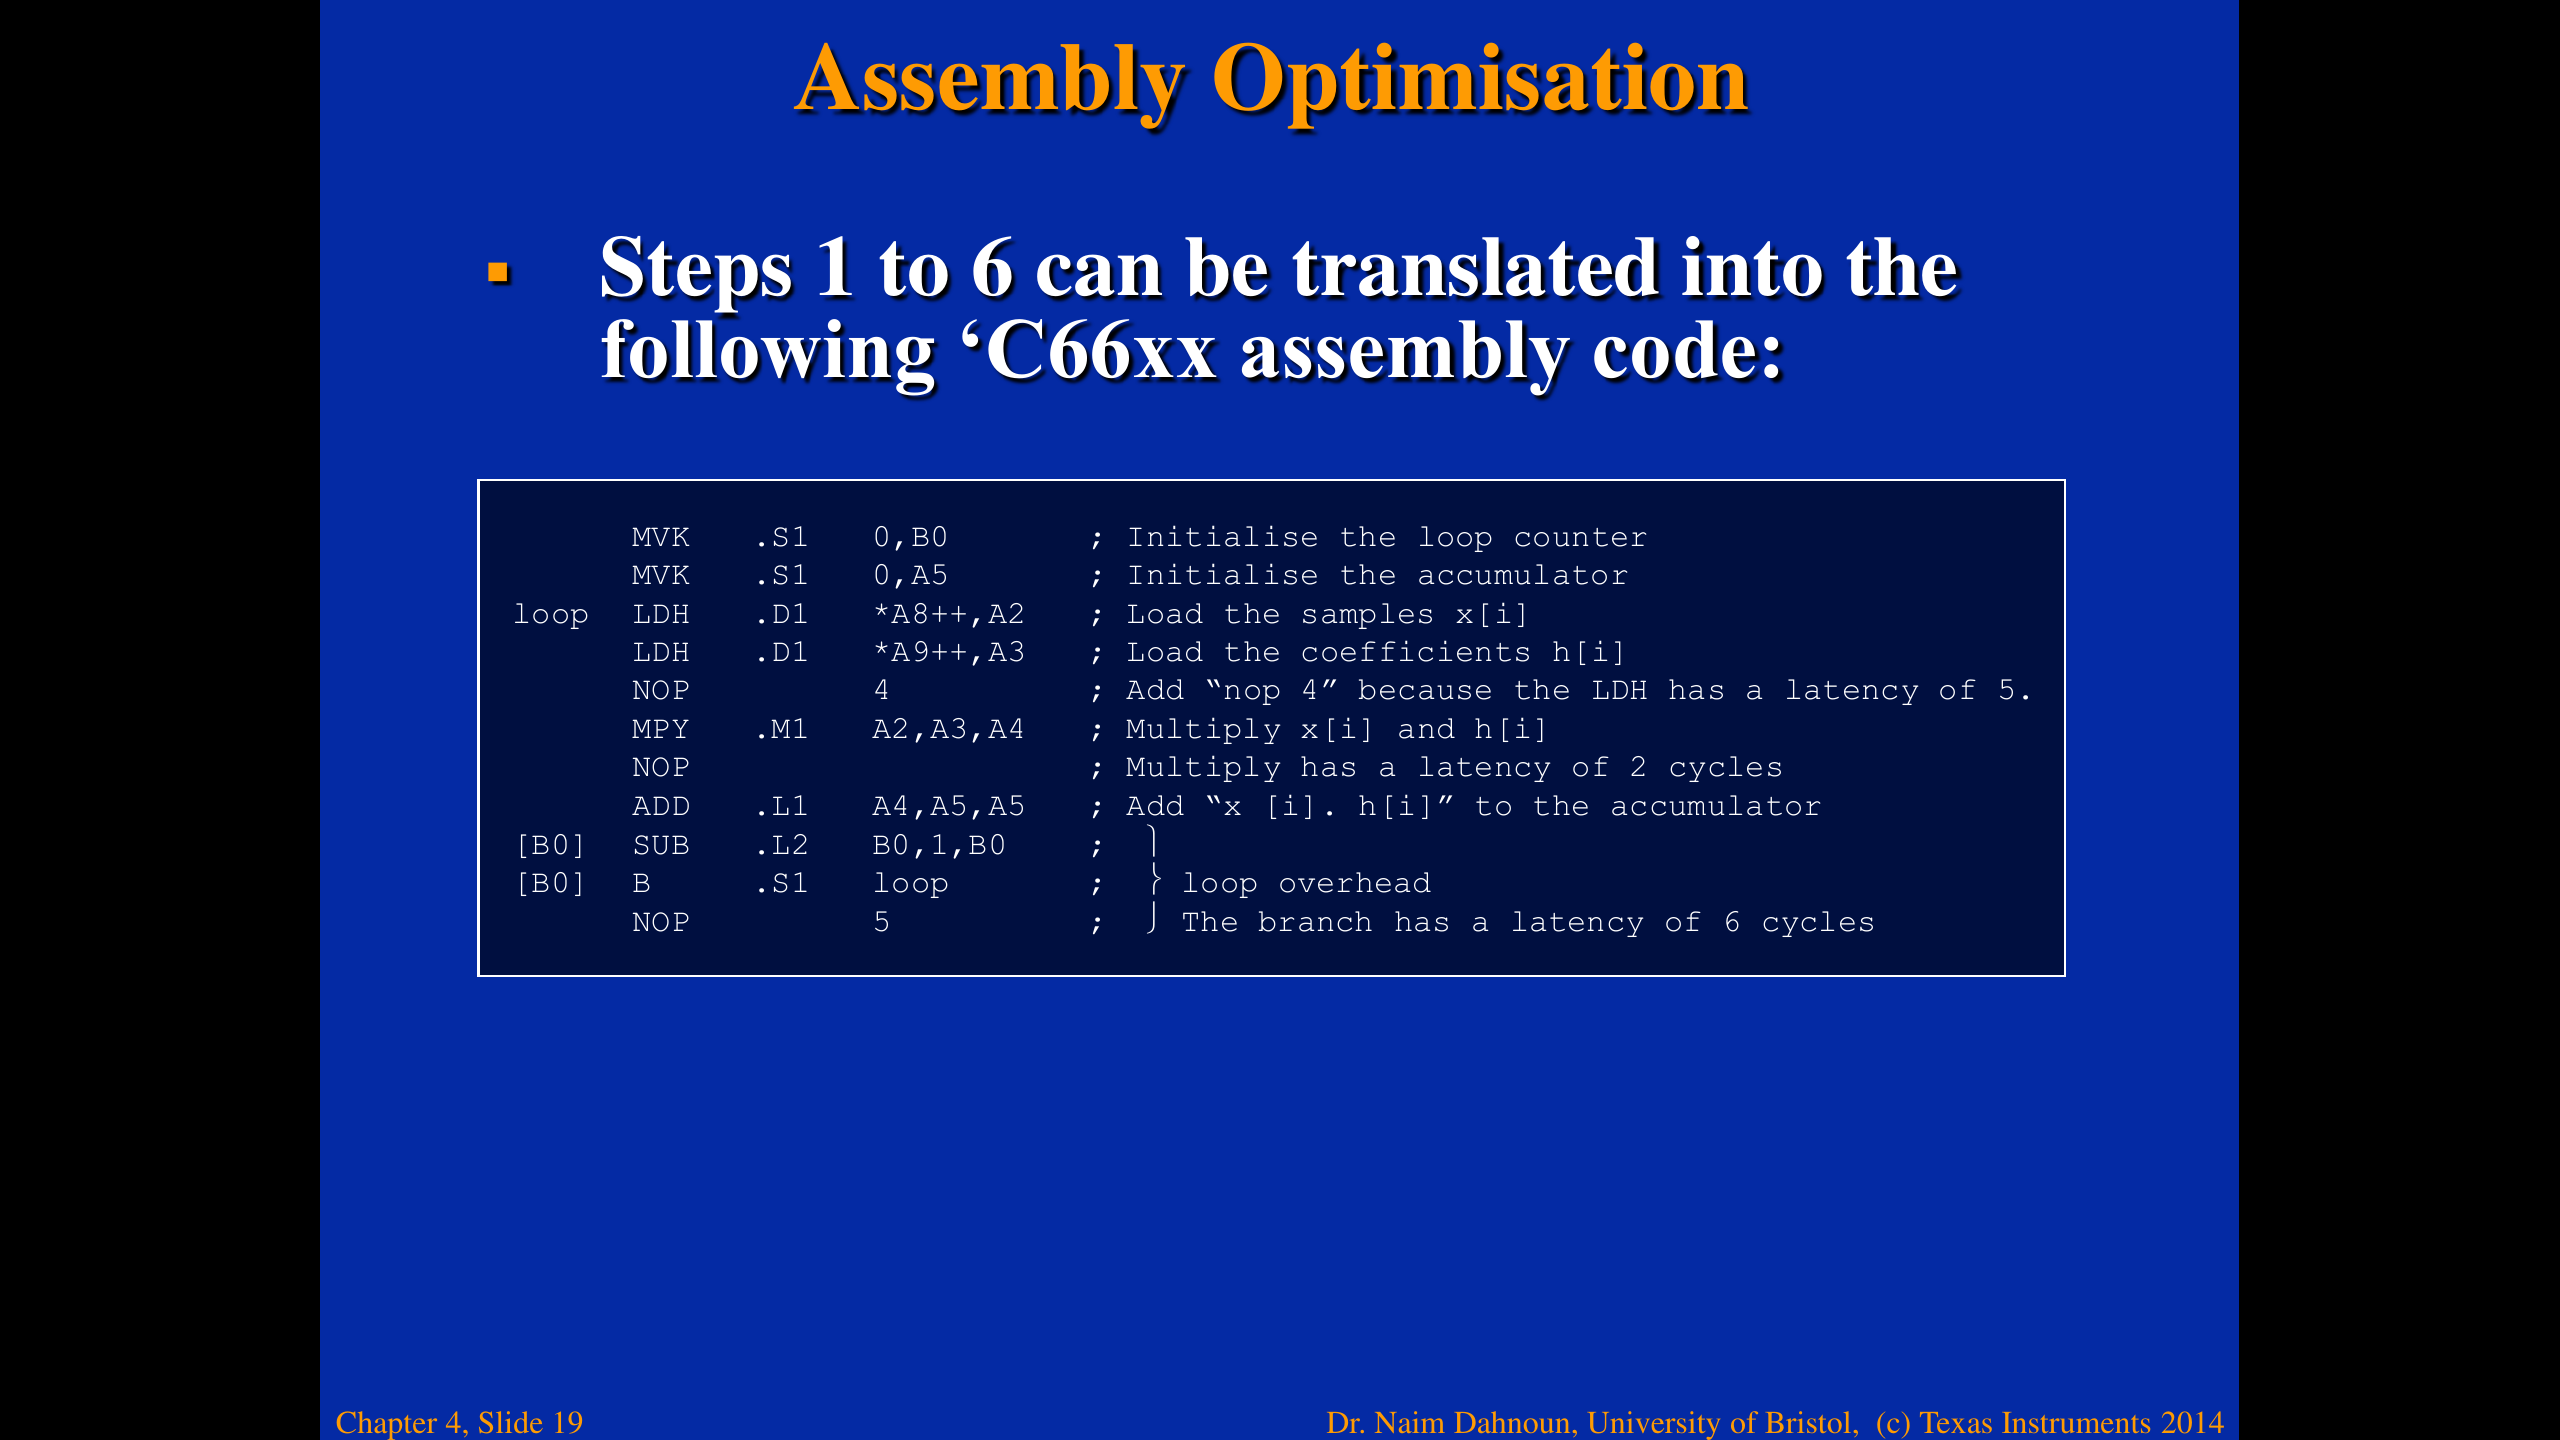 Assembly Optimisation
▪ Steps 1 to 6 can be translated into the
following ‘C66xx assembly code:
MVK .S1 0,B0 ; Initialise the loop counter
MVK .S1 0,A5 ; Initialise the accumulator
loop LDH .D1 *A8++,A2 ; Load the samples x[i]
LDH .D1 *A9++,A3 ; Load the coefficients h[i]
NOP 4 ; Add “nop 4” because the LDH has a latency of 5.
MPY .M1 A2,A3,A4 ; Multiply x[i] and h[i]
NOP ; Multiply has a latency of 2 cycles
ADD .L1 A4,A5,A5 ; Add “x [i]. h[i]” to the accumulator
[B0] SUB .L2 B0,1,B0 ; ⎫
[B0] B .S1 loop ; ⎬ loop overhead
NOP 5 ; ⎭ The branch has a latency of 6 cycles
Chapter 4, Slide 19
Dr. Naim Dahnoun, University of Bristol, (c) Texas Instruments 2014